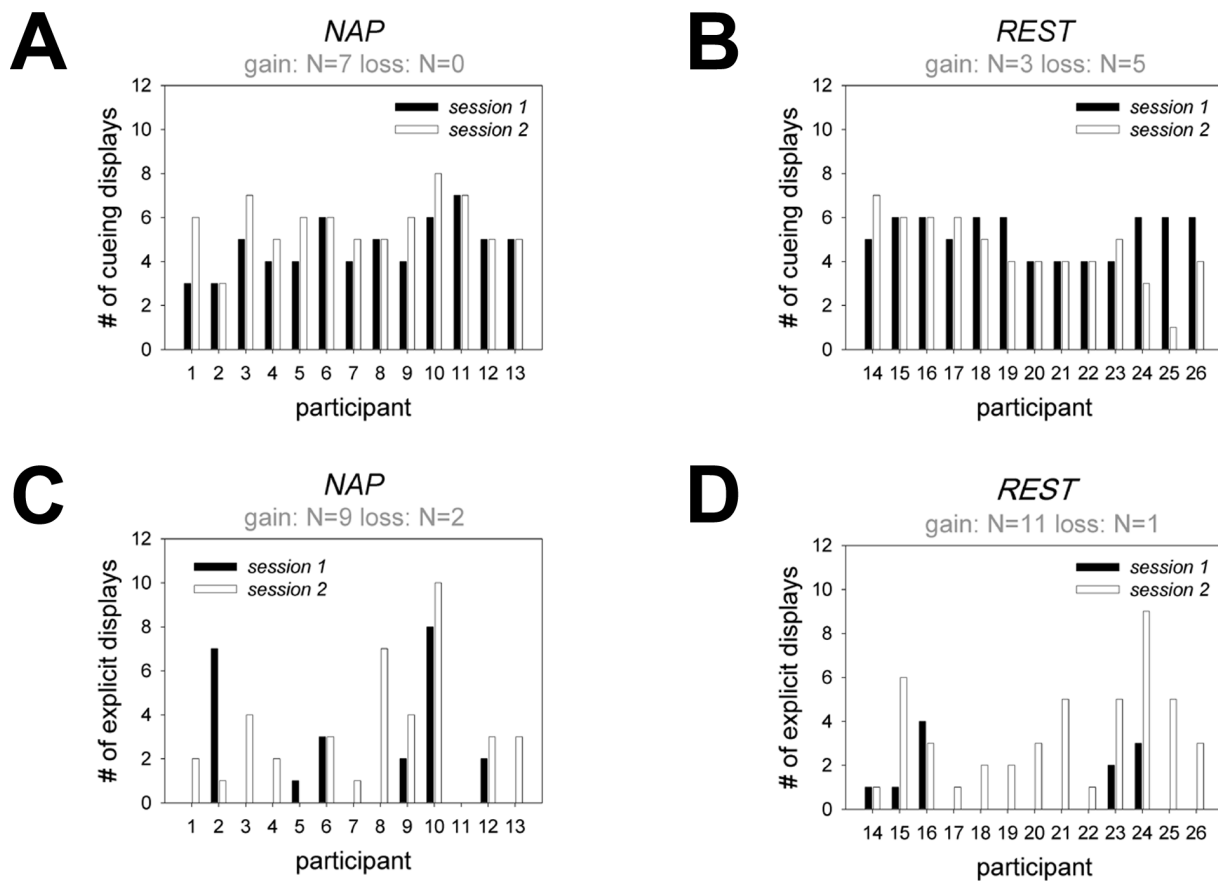 A
NAP
gain: N=7 loss: N=0
session 1
session 2
# of cueing displays
12
10
8
6
4
2
0
1 2 3 4 5 6 7 8 9 10 11 12 13
participant
B
REST
gain: N=3 loss: N=5
session 1
session 2
# of cueing displays
12
10
8
6
4
2
0
14 15 16 17 18 19 20 21 22 23 24 25 26
participant
C
NAP
gain: N=9 loss: N=2
session 1
session 2
# of explicit displays
12
10
8
6
4
2
0
1 2 3 4 5 6 7 8 9 10 11 12 13
participant
D
REST
gain: N=11 loss: N=1
session 1
session 2
# of explicit displays
12
10
8
6
4
2
0
14 15 16 17 18 19 20 21 22 23 24 25 26
participant